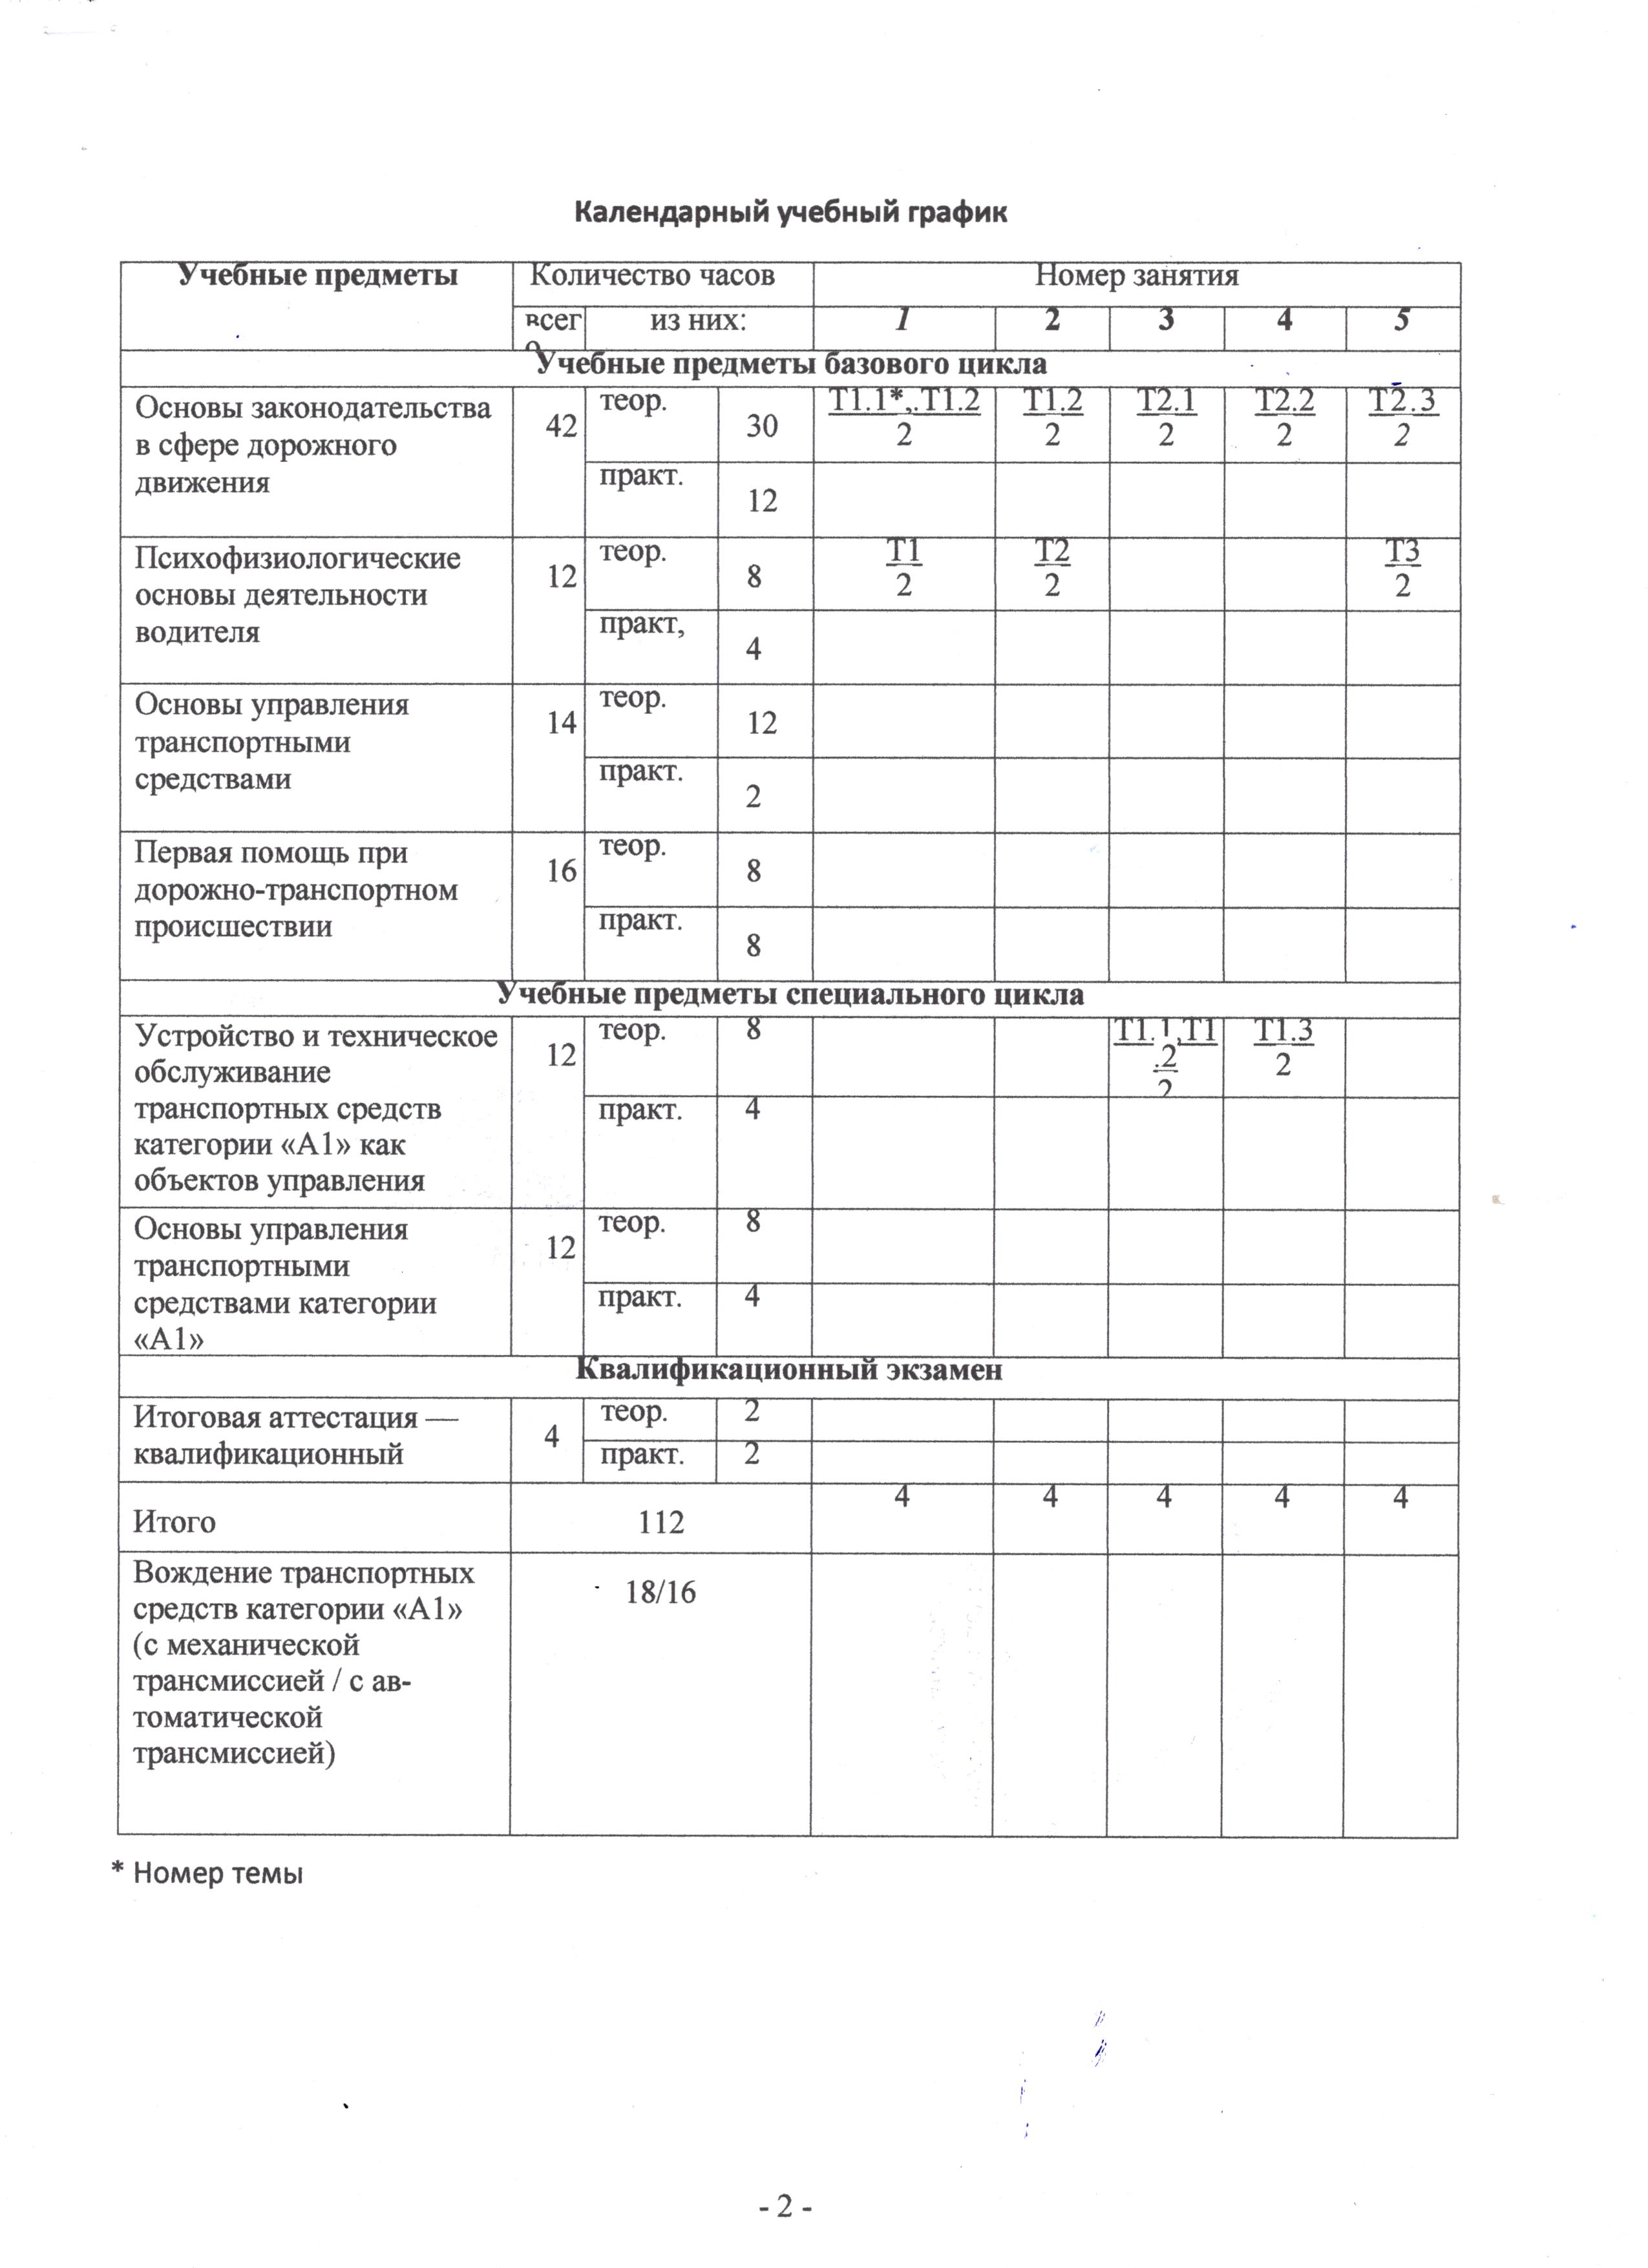 Календарный учебный график
Учебные предметы Количество часов Номер занятия
всего из них: 1 2 3 4 5
Учебные предметы базового цикла
Основы законодательства
в сфере дорожного
движения
42 теор. 30 Т1.1*,.Т1.2 Т1.2 Т2.1 Т2.2 Т2.3
2 2 2 2 2
практ. 12
Психофизиологические
основы деятельности
водителя
12 теор. 8 Т1 Т2 Т3
2 2 2
практ, 4
Основы управления
транспортными
средствами
14 теор. 12
практ. 2
Первая помощь при
дорожно-транспортном
происшествии
16 теор. 8
практ. 8
Учебные предметы специального цикла
Устройство и техническое
обслуживание
транспортных средств
категории «А1» как
объектов управления
12 теор. 8 Т1.1,Т1 Т1.3
.2 2
2
практ. 4
Основы управления
транспортными
средствами категории
«А1»
12 теор. 8
практ. 4
Квалификационный экзамен
Итоговая аттестация —
квалификационный
4 теор. 2
практ. 2
Итого 112 4 4 4 4 4
Вождение транспортных
средств категории «А1»
(с механической
трансмиссией / с ав-
томатической
трансмиссией)
18/16
* Номер темы
- 2 -